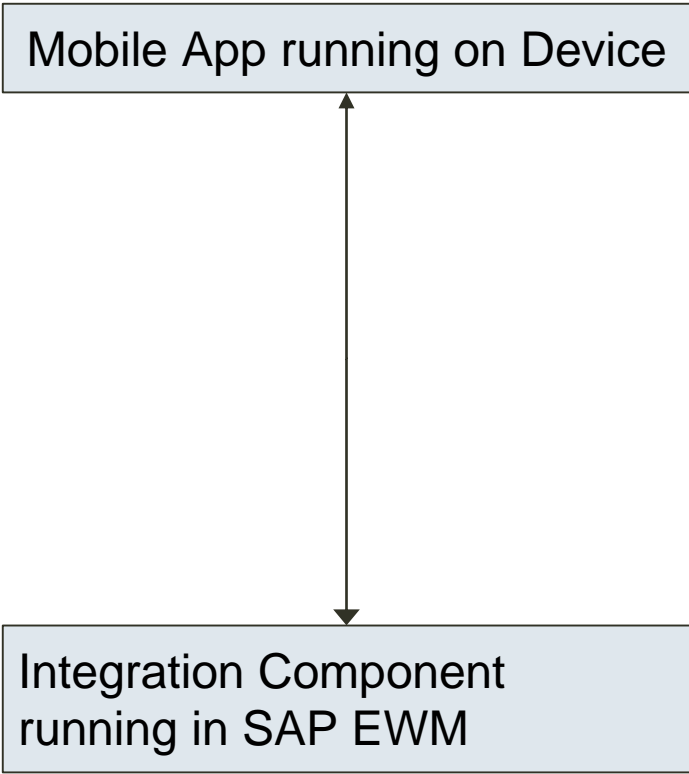 Mobile App running on Device
Integration Component
running in SAP EWM